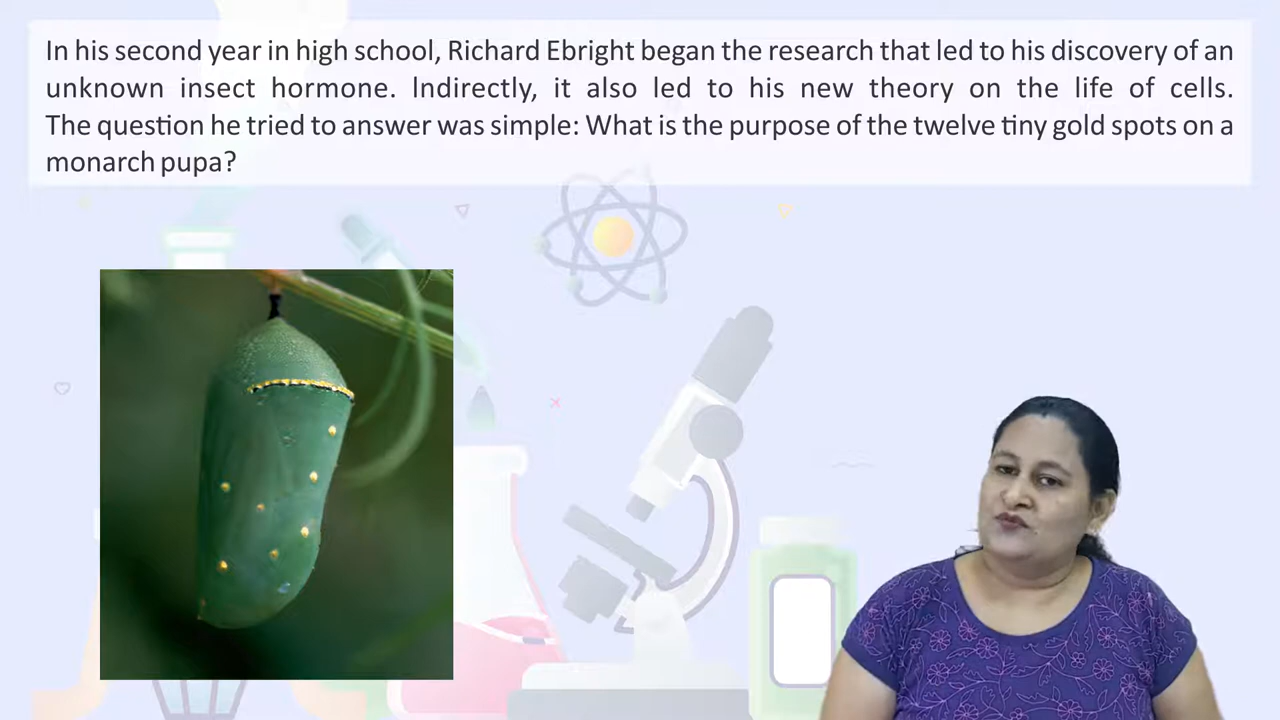 In his second year in high school, Richard Ebright began the research that led to his discovery of an
unknown insect hormone. Indirectly, it also led to his new theory on the life of cells.
The question he tried to answer was simple: What is the purpose of the twelve tiny gold spots on a
monarch pupa?